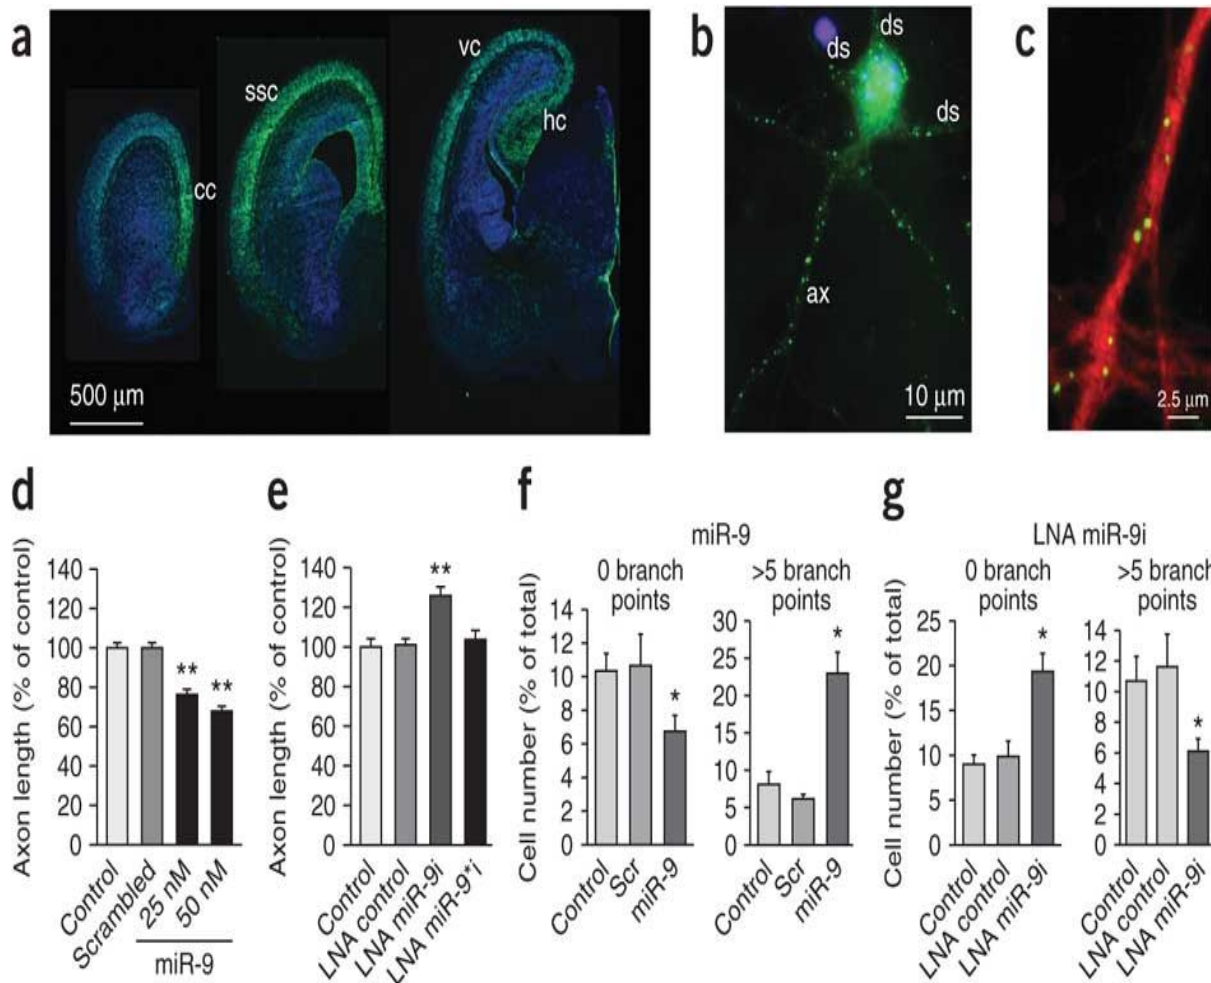 a
cc
500 μm
ssc
vc
hc
b
ds
ds
ds
ax
10 μm
c
2.5 μm
d
Axon length (% of control)
140
120
100
80
60
40
20
0
**
**
Control
Scrambled
25 nM
50 nM
miR-9
e
Axon length (% of control)
140
120
100
80
60
40
20
0
**
Control
LNA control
LNA miR-9i
LNA miR-9*i
f
miR-9
0 branch
points
Cell number (% of total)
14
12
10
8
6
4
2
0
*
Control
Scr
miR-9
>5 branch
points
30
25
20
15
10
5
0
*
Control
Scr
miR-9
g
LNA miR-9i
0 branch
points
Cell number (% of total)
25
20
15
10
5
0
*
Control
LNA control
LNA miR-9i
>5 branch
points
14
12
10
8
6
4
2
0
*
Control
LNA control
LNA miR-9i